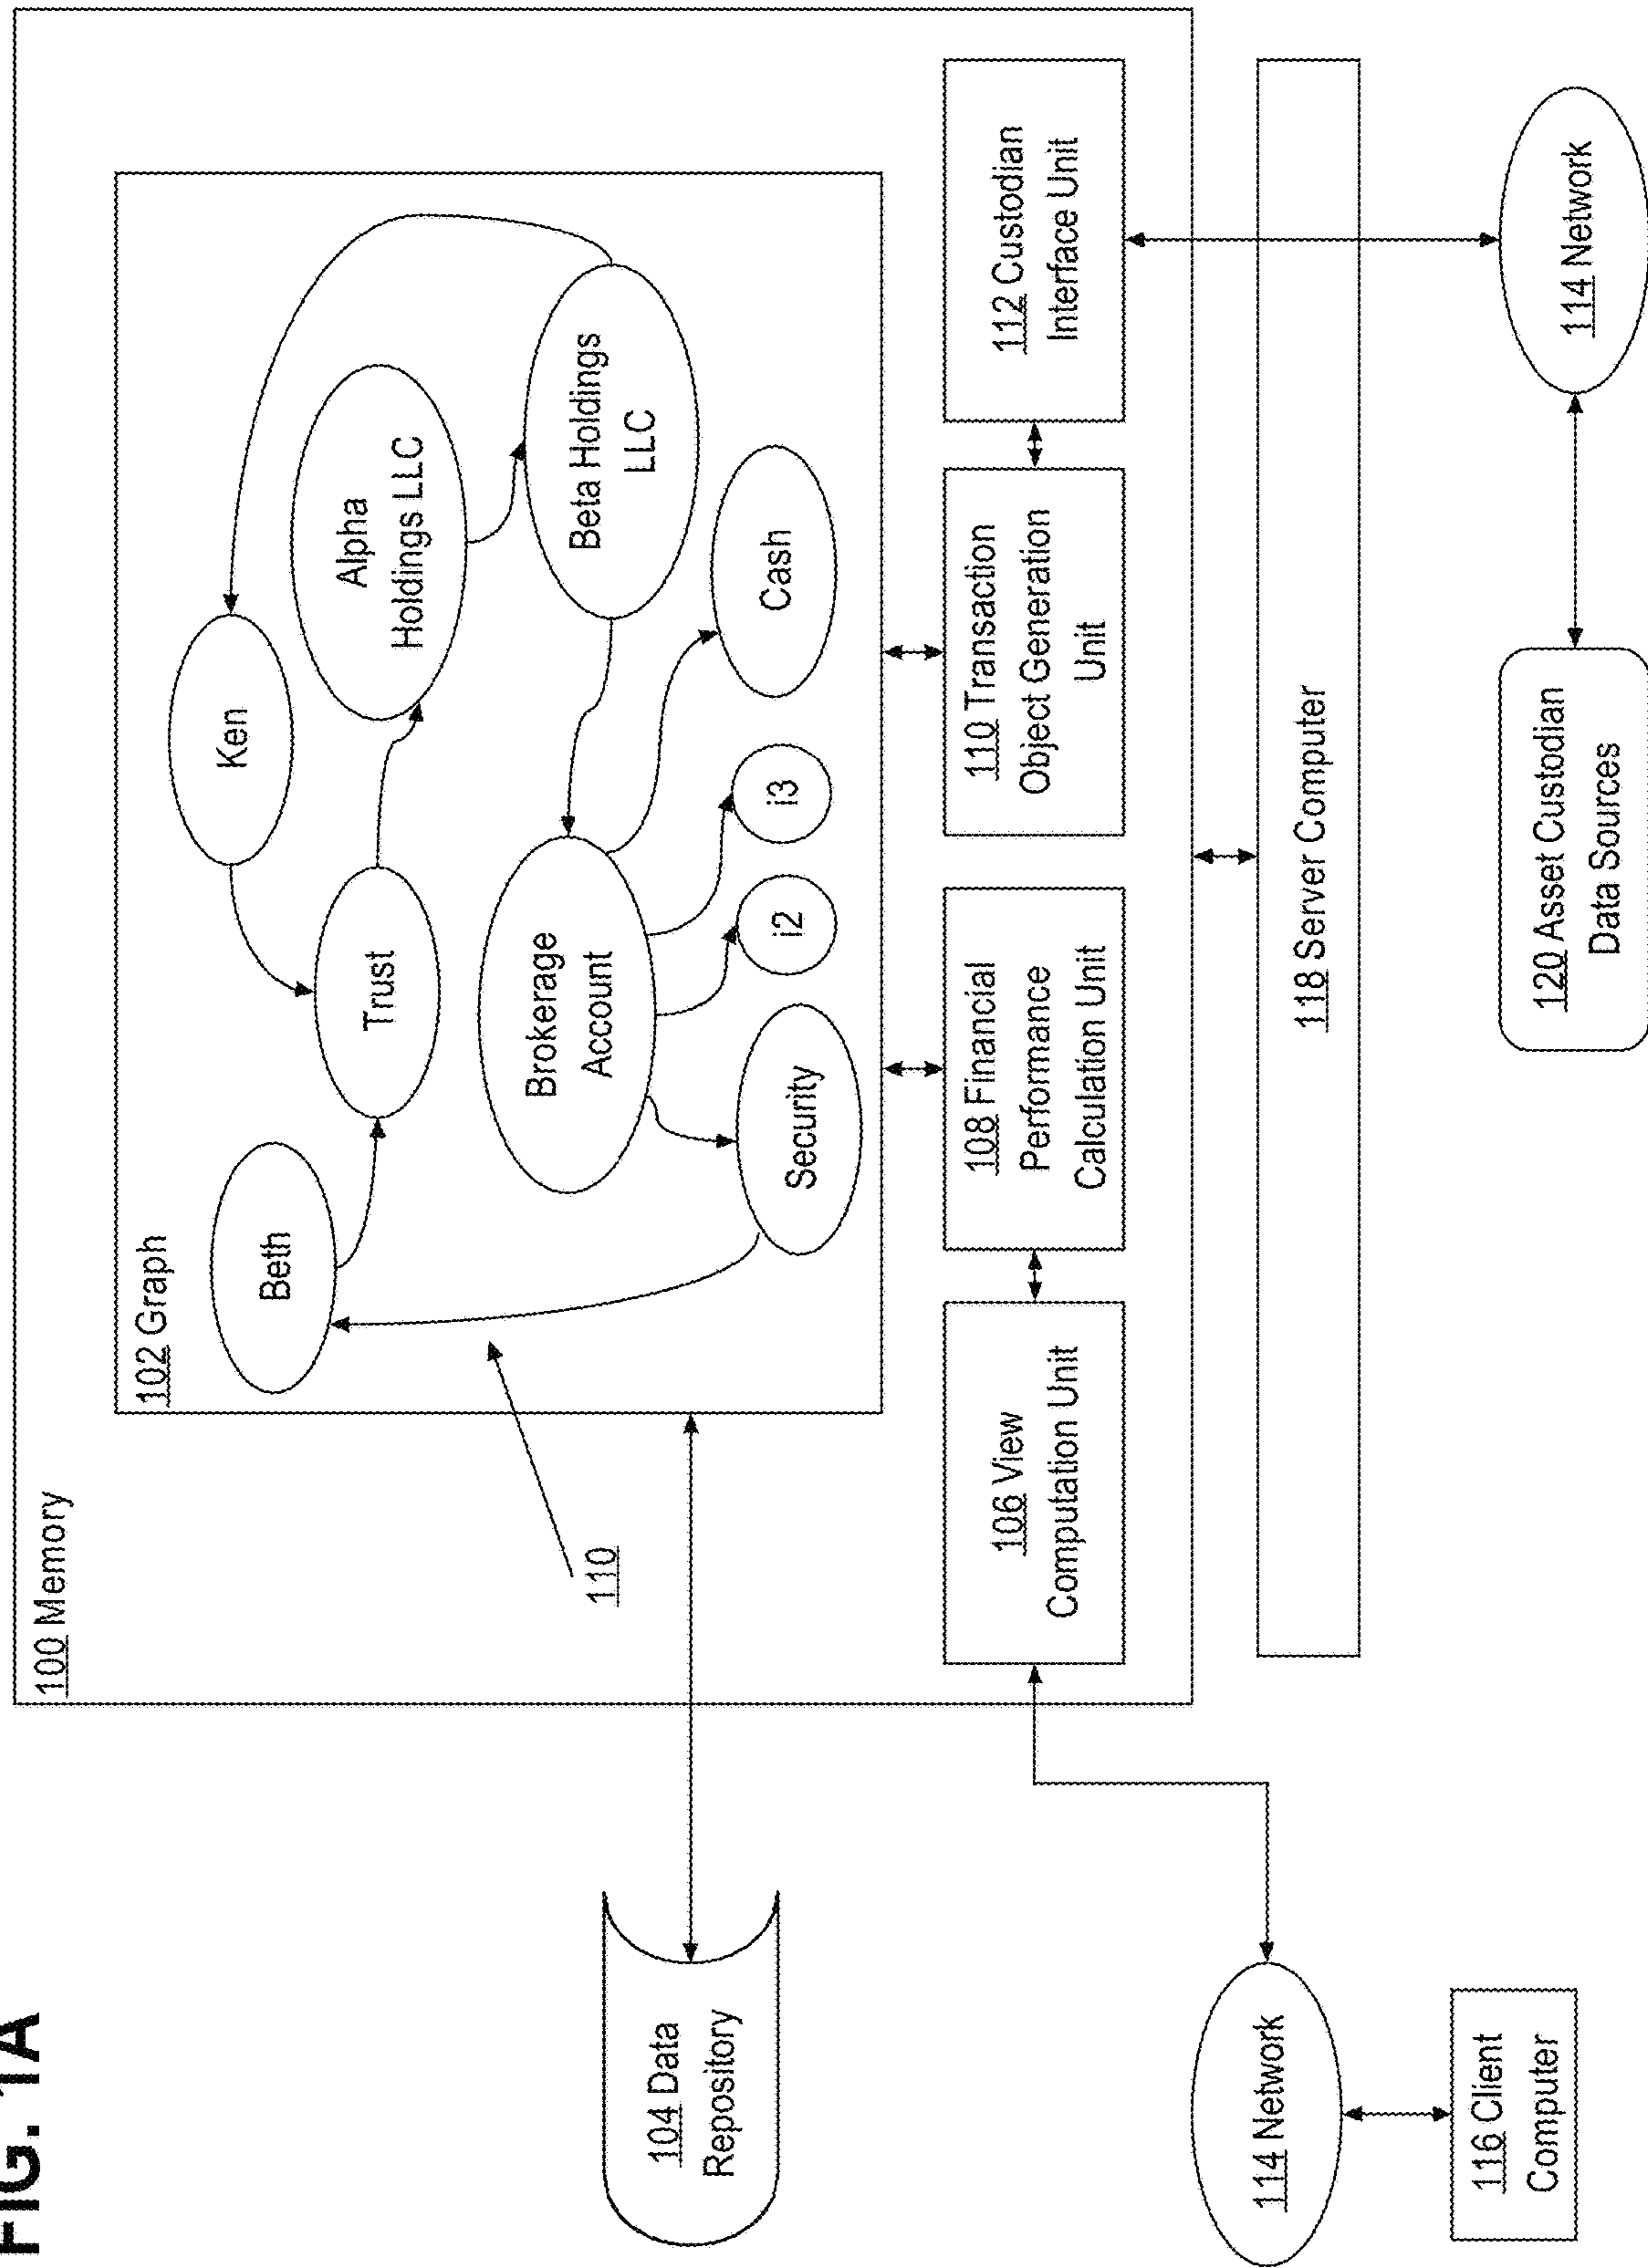 FIG. 1A
100 Memory
102 Graph
Beth
Ken
Trust
Alpha
Holdings LLC
Beta Holdings
LLC
Brokerage
Account
Security
i2
i3
Cash
110
104 Data
Repository
106 View
Computation Unit
108 Financial
Performance
Calculation Unit
110 Transaction
Object Generation
Unit
112 Custodian
Interface Unit
118 Server Computer
114 Network
116 Client
Computer
120 Asset Custodian
Data Sources
114 Network